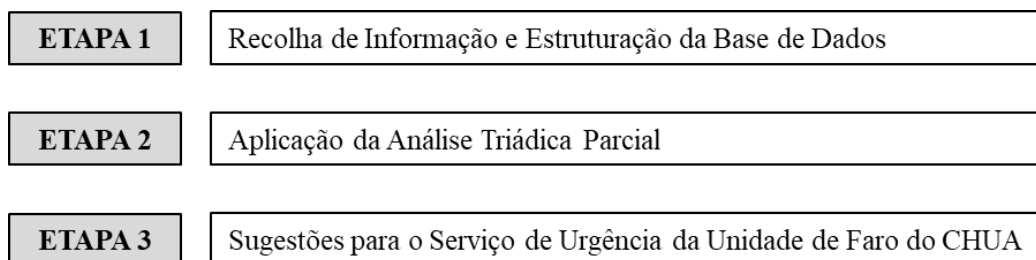 ETAPA 1 Recolha de Informação e Estruturação da Base de Dados
ETAPA 2 Aplicação da Análise Triádica Parcial
ETAPA 3 Sugestões para o Serviço de Urgência da Unidade de Faro do CHUA